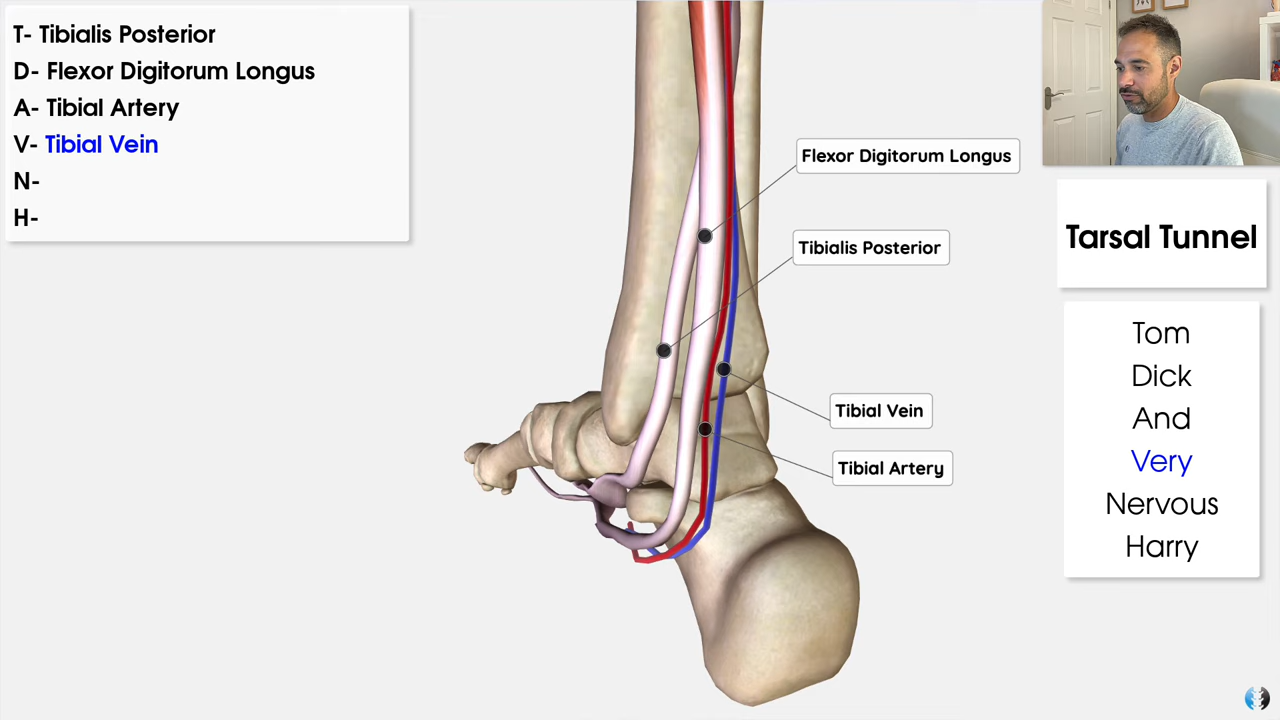 T- Tibialis Posterior
D- Flexor Digitorum Longus
A- Tibial Artery
V- Tibial Vein
N-
H-
Flexor Digitorum Longus
Tibialis Posterior
Tibial Vein
Tibial Artery
Tarsal Tunnel
Tom
Dick
And
Very
Nervous
Harry